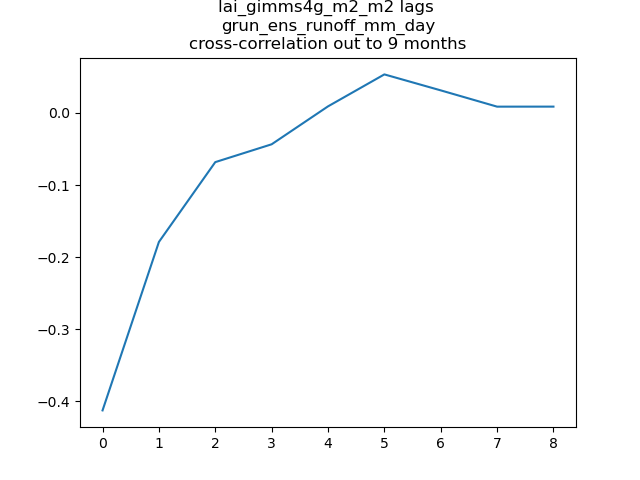 lai_gimms4g_m2_m2 lags
grun_ens_runoff_mm_day
cross-correlation out to 9 months
0.0
−0.1
−0.2
−0.3
−0.4
0 1 2 3 4 5 6 7 8